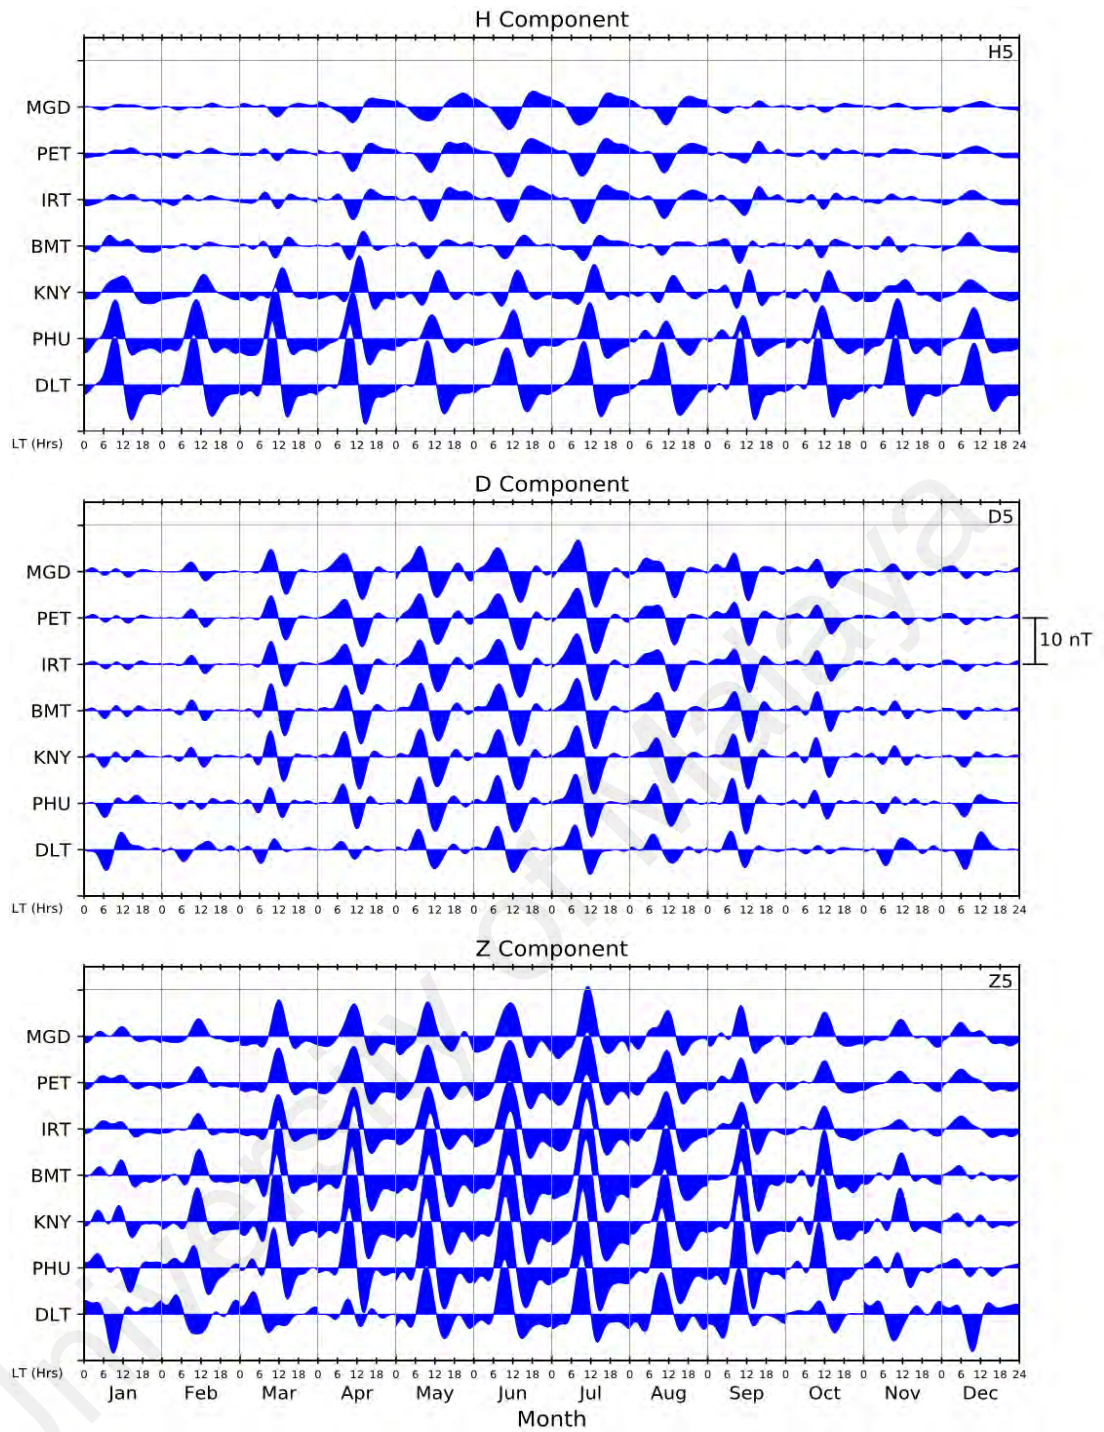 H Component
H5
MGD
PET
IRT
BMT
KNY
PHU
DLT
LT (Hrs) 0 6 12 18 0 6 12 18 0 6 12 18 0 6 12 18 0 6 12 18 0 6 12 18 0 6 12 18 0 6 12 18 0 6 12 18 0 6 12 18 0 6 12 18 0 6 12 18 24
D Component
D5
MGD
PET
10 nT
IRT
BMT
KNY
PHU
DLT
LT (Hrs) 0 6 12 18 0 6 12 18 0 6 12 18 0 6 12 18 0 6 12 18 0 6 12 18 0 6 12 18 0 6 12 18 0 6 12 18 0 6 12 18 0 6 12 18 0 6 12 18 24
Z Component
Z5
MGD
PET
IRT
BMT
KNY
PHU
DLT
LT (Hrs) 0 6 12 18 0 6 12 18 0 6 12 18 0 6 12 18 0 6 12 18 0 6 12 18 0 6 12 18 0 6 12 18 0 6 12 18 0 6 12 18 0 6 12 18 0 6 12 18 24
Jan Feb Mar Apr May Jun Jul Aug Sep Oct Nov Dec
Month
University of Malaya